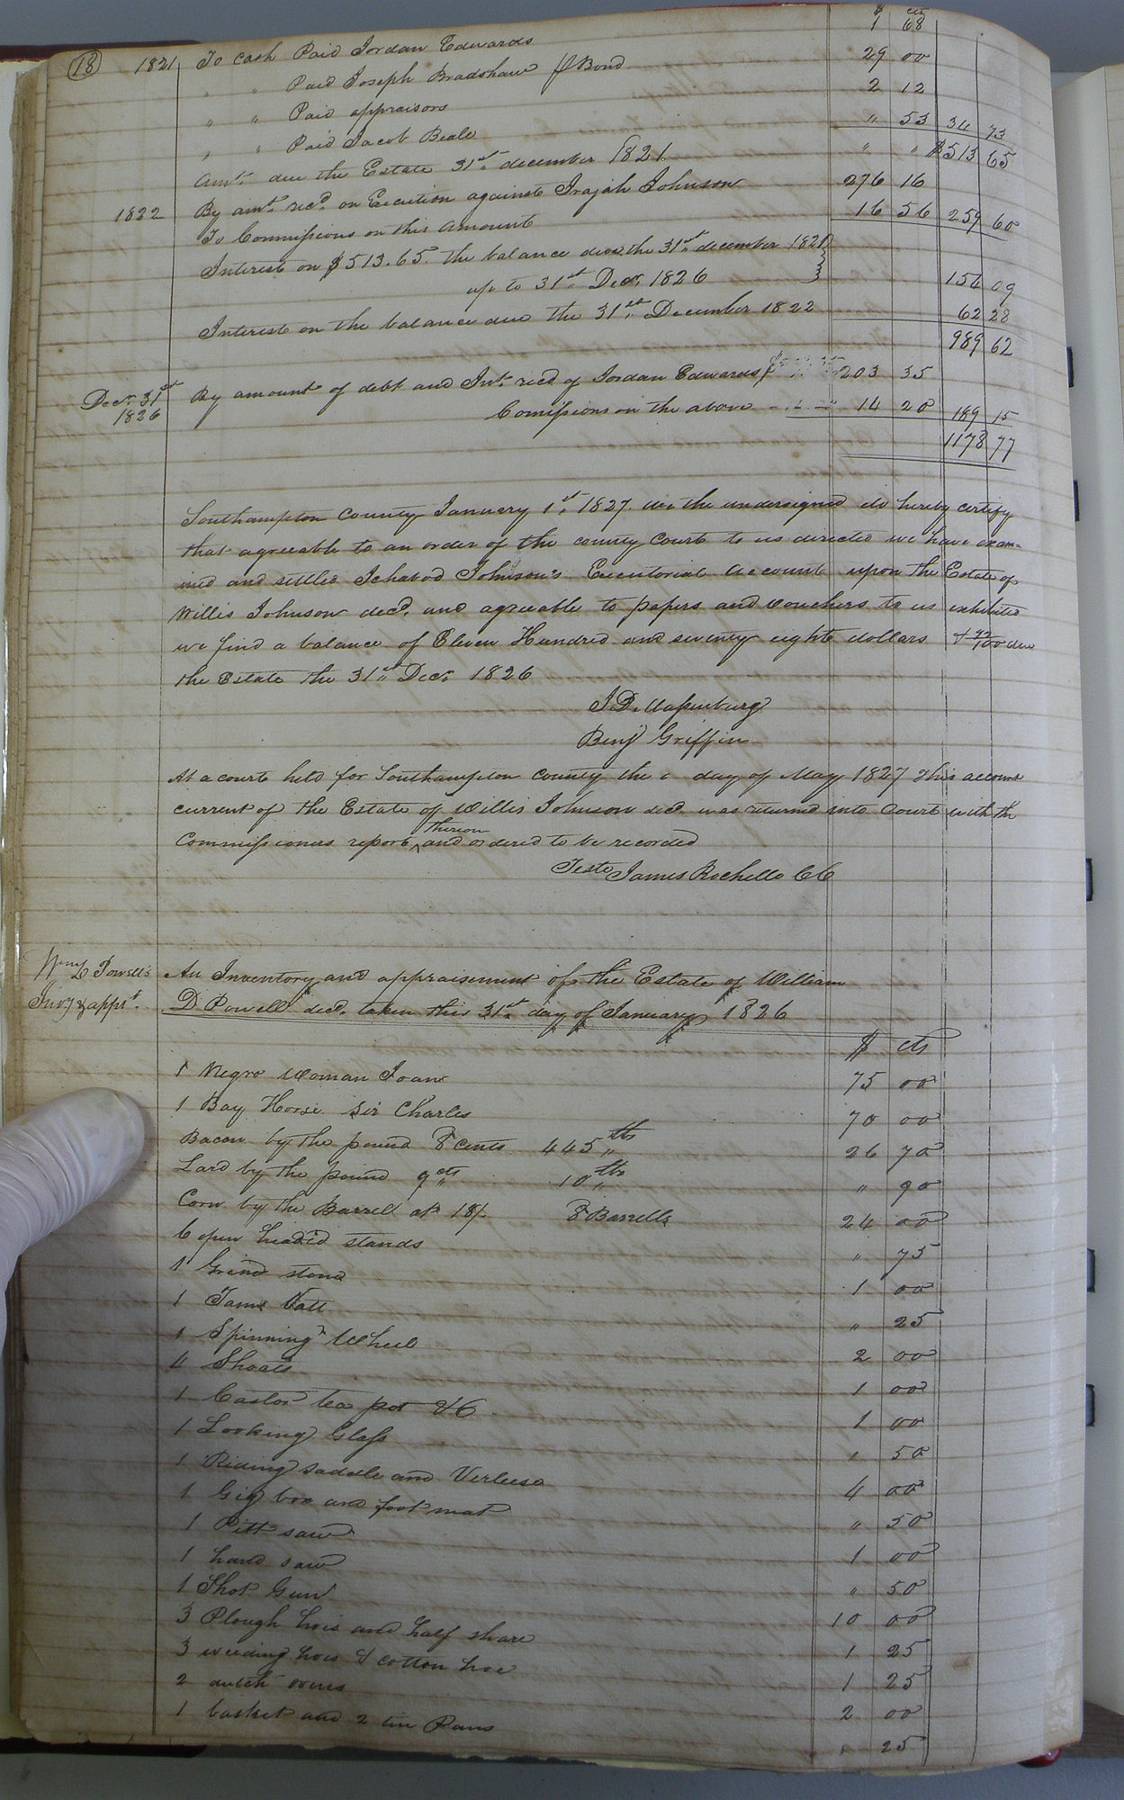 $ cts
18 1821 To Cash Paid Jordan Edwards 1 68
" " Paid Joseph Bradshaw p Bond 29 00
" " Paid appraisors 2 12
" " Paid Jacob Beale " 53 34 73
Amt. due the Estate 31st december 1821 " " $513 65
1822 By amt. recd. on Execution against Irajah Johnson 276 16
To Commissions on this amount 16 56 259 60
Interest on $513.65 the balance due the 31st december 1821
up to 31st Decr. 1826 154 09
Interest on the balance due the 31st December 1822 62 28
989 62
Decr. 31st 1826 By amount of debt and Int. recd of Jordan Edwards 203 35
Comissions on the above 14 20 189 15
1178 77
Southampton County January 1st 1827. We the undersigned do hereby certify
that agreeable to an order of the county Court to us directed we have exam-
ined and settled Ichabod Johnson's Executorial account upon the Estate of
Willis Johnson decd. and agreeable to papers and vouchers to us exhibited
we find a balance of Eleven Hundred and seventy eight dollars & 77/100 due
the Estate the 31st Decr. 1826
Benj Griffin
At a court held for Southampton County the day of May 1827 This account
current of the Estate of Willis Johnson decd. was returned into Court with the
Commissioners report thereon and ordered to be recorded
Teste James Rochelle CC
Wm D Powell's
Invy & appt.
An Inventory and appraisement of the Estate of William
D Powell decd. taken this 31st day of January 1826
$ cts
1 Negro Woman Joan 75 00
1 Bay Horse Sir Charles 70 00
Bacon by the pound 8 cents 445 lbs 26 70
Lard by the pound 9 cts 10 lbs " 90
Corn by the Barrell at 18/. 8 Barrells 24 00
6 open headed stands " 75
1 Grind stone 1 00
1 Vatt " 25
1 Spinning Wheel 2 00
4 Shoats 1 00
1 Castor tea pot &C 1 00
1 Looking Glass " 50
1 Riding saddle and 4 00
1 Gig box and foot mat " 50
1 Pitt saw 1 00
1 hand saw " 50
1 Shot Gun 10 00
3 Plough hoes and half share 1 25
3 weeding hoes & cotton hoe 1 25
2 dutch ovens 2 00
1 basket and 2 tin Pans " 25